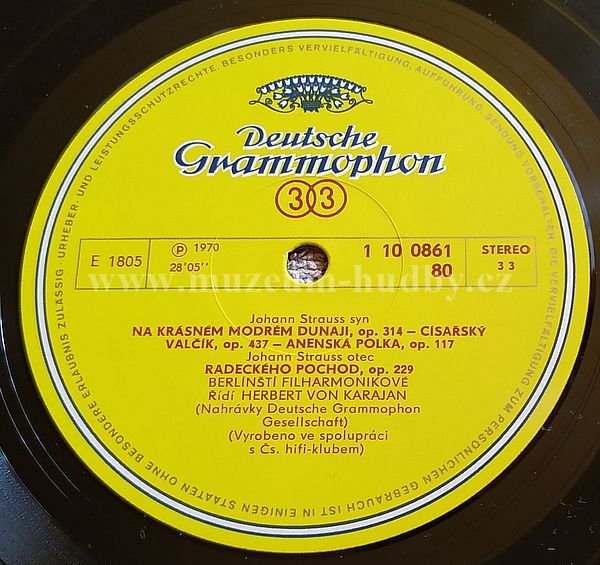 URHEBER- UND LEISTUNGSSCHUTZRECHTE, BESONDERS VERVIELFÄLTIGUNG, AUFFÜHRUNG, SENDUNG VORBEHALTEN. DIE VERVIELFÄLTIGUNG ZUM PERSÖNLICHEN GEBRAUCH IST IN EINIGEN STAATEN OHNE BESONDERE ERLAUBNIS ZULÄSSIG ·
Deutsche
Grammophon
33
E 1805
Ⓟ 1970
28'05''
1 10 0861
80
STEREO
3 3
www.muzeum-hudby.cz
Johann Strauss syn
NA KRÁSNÉM MODRÉM DUNAJI, op. 314 – CÍSAŘSKÝ
VALČÍK, op. 437 – ANENSKÁ POLKA, op. 117
Johann Strauss otec
RADECKÉHO POCHOD, op. 229
BERLÍNŠTÍ FILHARMONIKOVÉ
Řídí HERBERT VON KARAJAN
(Nahrávky Deutsche Grammophon
Gesellschaft)
(Vyrobeno ve spolupráci
s Čs. hifi-klubem)